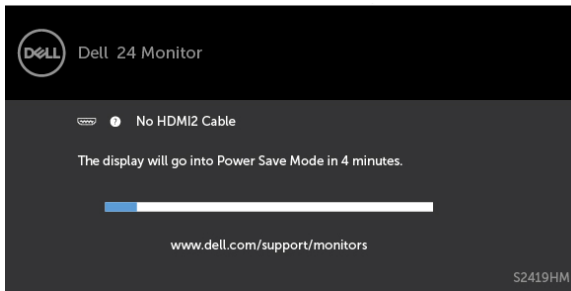 DELL
Dell 24 Monitor
No HDMI2 Cable
The display will go into Power Save Mode in 4 minutes.
www.dell.com/support/monitors
S2419HM